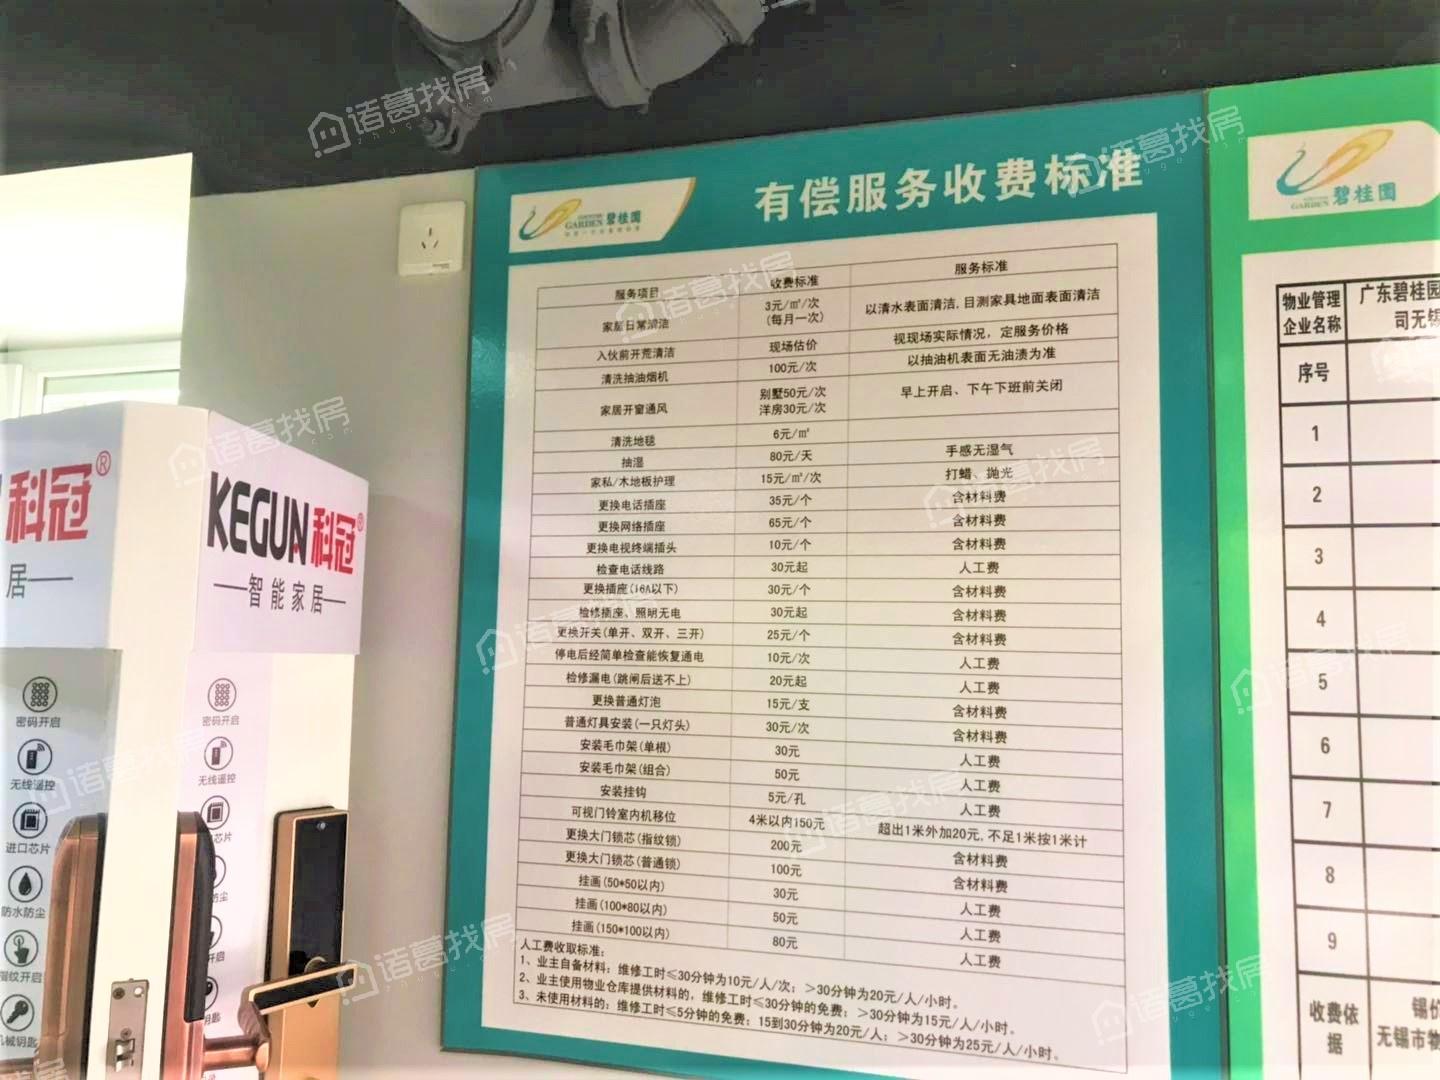 有偿服务收费标准
GARDEN 碧桂园
服务项目 收费标准 服务标准
家居日常清洁 3元/㎡/次 (每月一次) 以清水表面清洁,目测家具地面表面清洁
入伙前开荒清洁 现场估价 视现场实际情况，定服务价格
清洗抽油烟机 100元/次 以抽油机表面无油渍为准
家居开窗通风 别墅50元/次 洋房30元/次 早上开启、下午下班前关闭
清洗地毯 6元/㎡
抽湿 80元/天 手感无湿气
家私/木地板护理 15元/㎡/次 打蜡、抛光
更换电话插座 35元/个 含材料费
更换网络插座 65元/个 含材料费
更换电视终端插头 10元/个 含材料费
检查电话线路 30元起 人工费
更换插座(16A以下) 30元/个 含材料费
检修插座、照明无电 30元起 含材料费
更换开关(单开、双开、三开) 25元/个 含材料费
停电后经简单检查能恢复通电 10元/次 人工费
检修漏电(跳闸后送不上) 20元起 人工费
更换普通灯泡 15元/支 含材料费
普通灯具安装(一只灯头) 30元/次 含材料费
安装毛巾架(单根) 30元 人工费
安装毛巾架(组合) 50元 人工费
安装挂钩 5元/孔 人工费
可视门铃室内机移位 4米以内150元 超出1米外加20元,不足1米按1米计
更换大门锁芯(指纹锁) 200元 含材料费
更换大门锁芯(普通锁) 100元 含材料费
挂画(50*50以内) 30元 人工费
挂画(100*80以内) 50元 人工费
挂画(150*100以内) 80元 人工费
人工费收取标准:
1、业主自备材料：维修工时≤30分钟为10元/人/次；＞30分钟为20元/人/小时。
2、业主使用物业仓库提供材料的，维修工时≤30分钟的免费；＞30分钟为15元/人/小时。
3、未使用材料的；维修工时≤5分钟的免费；15到30分钟为20元/人；＞30分钟为25元/人/小时。
GARDEN 碧桂园
物业管理企业名称
广东碧桂园
司无锡
序号
1
2
3
4
5
6
7
8
9
收费依据
锡价
无锡市物
科冠®
居
KEGUN科冠®
智能家居
密码开启
无线遥控
进口芯片
防水防尘
指纹开启
机械钥匙
密码开启
无线遥控
芯片
防尘
开启
钥匙
诸葛找房
zhuge.com